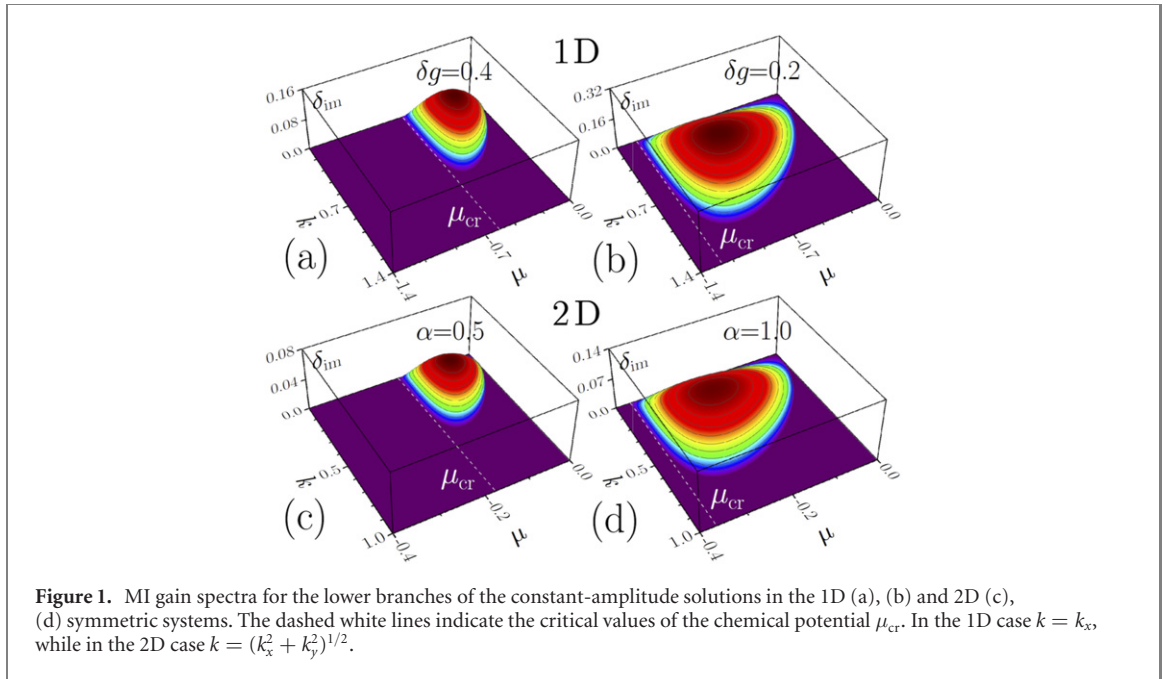 1D
δg=0.4
0.16
δim
0.08
0.0
k
0.7
1.4
μcr
0.0
-0.7
-1.4
μ
(a)
δg=0.2
0.32
δim
0.16
0.0
k
0.7
1.4
μcr
0.0
-0.7
-1.4
μ
(b)
2D
α=0.5
0.08
δim
0.04
0.0
k
0.5
1.0
μcr
0.0
-0.2
-0.4
μ
(c)
α=1.0
0.14
δim
0.07
0.0
k
0.5
1.0
μcr
0.0
-0.2
-0.4
μ
(d)
Figure 1. MI gain spectra for the lower branches of the constant-amplitude solutions in the 1D (a), (b) and 2D (c),
(d) symmetric systems. The dashed white lines indicate the critical values of the chemical potential μcr. In the 1D case k = kx,
while in the 2D case k = (kx² + ky²)^1/2.